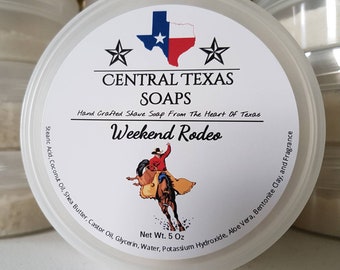 CENTRAL TEXAS
SOAPS
Hand Crafted Shave Soap From The Heart Of Texas
Weekend Rodeo
Stearic Acid, Coconut Oil, Shea Butter, Castor Oil, Glycerin, Water, Potassium Hydroxide, Aloe Vera, Bentonite Clay, and Fragrance
Net Wt. 5 Oz